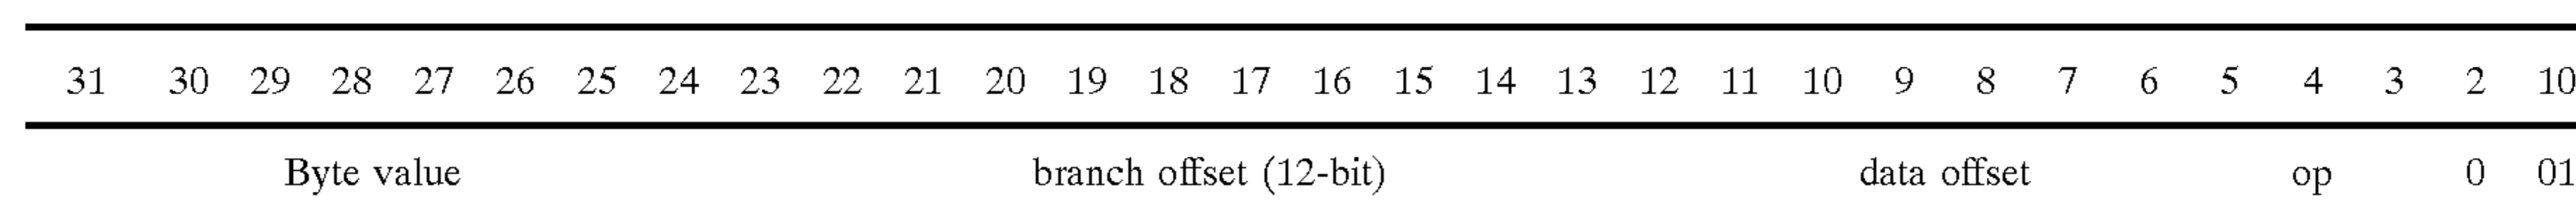 31 30 29 28 27 26 25 24 23 22 21 20 19 18 17 16 15 14 13 12 11 10 9 8 7 6 5 4 3 2 10
Byte value branch offset (12-bit) data offset op 0 01